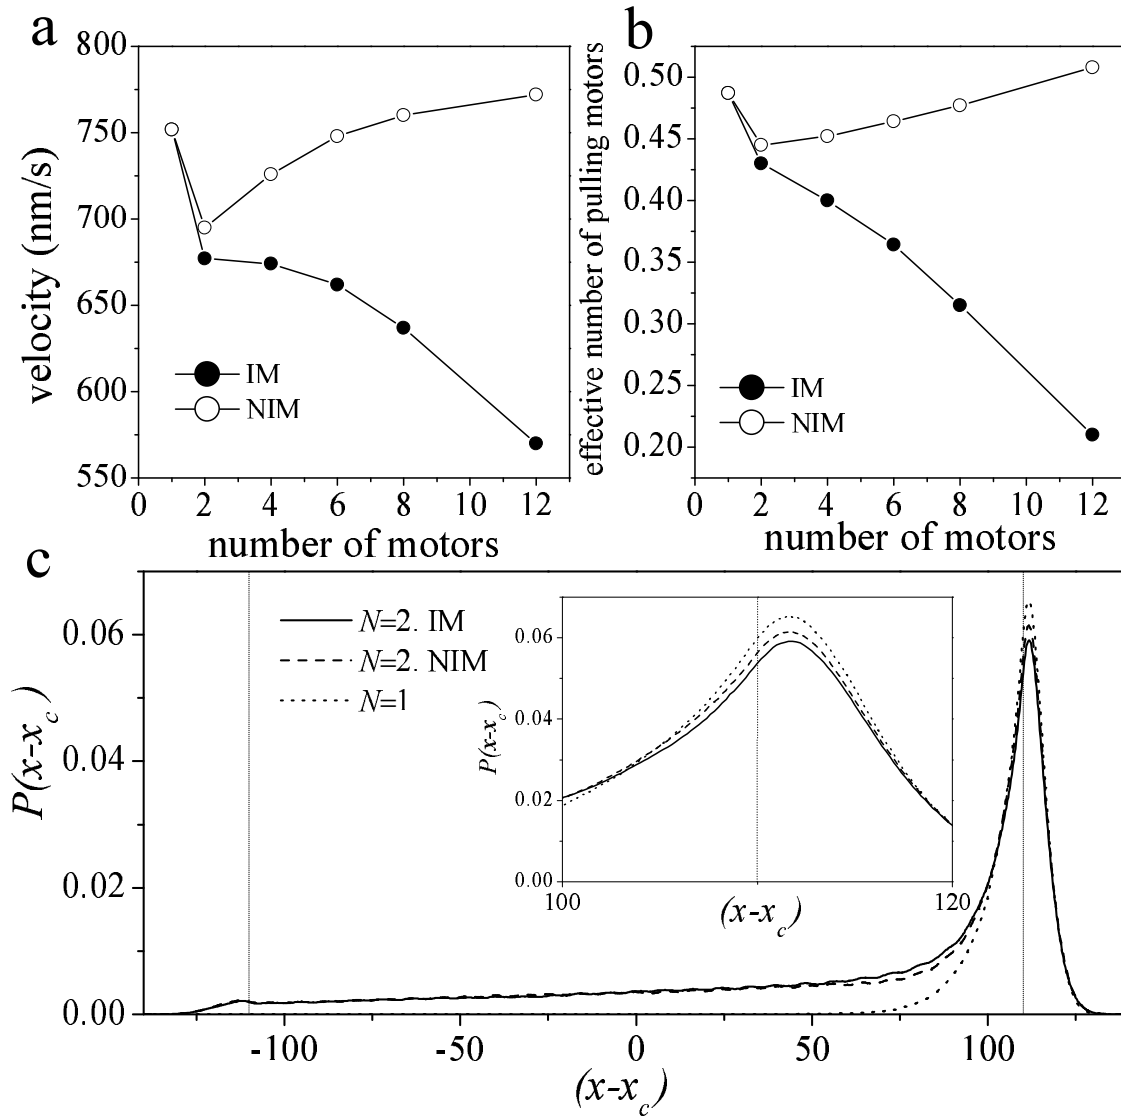 a
800
750
700
650
600
550
velocity (nm/s)
IM
NIM
0 2 4 6 8 10 12
number of motors
b
0.50
0.45
0.40
0.35
0.30
0.25
0.20
effective number of pulling motors
IM
NIM
0 2 4 6 8 10 12
number of motors
c
0.06
0.04
0.02
0.00
P(x-x_c)
N=2. IM
N=2. NIM
N=1
0.06
0.04
0.02
0.00
P(x-x_c)
100 120
(x-x_c)
-100 -50 0 50 100
(x-x_c)